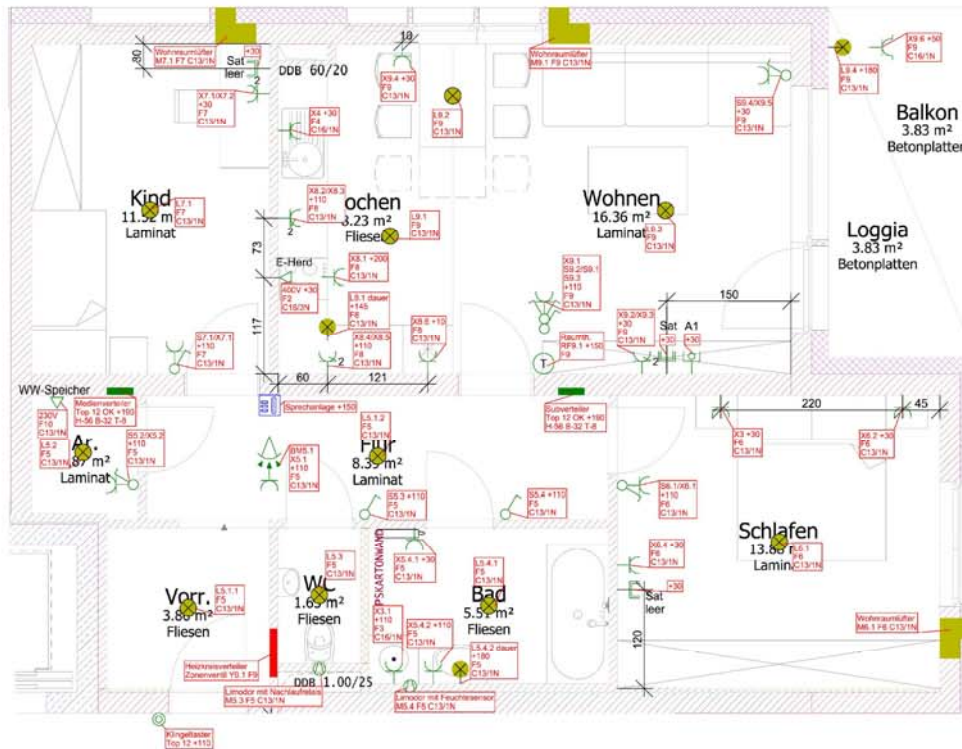 Wohnraumlüfter
M7.1 F7 C13/1N
80
+30
Sat
leer
DDB 60/20
10
X9.4 +30
F9
C13/1N
Wohnraumlüfter
M9.1 F9 C13/1N
L9.4 +180
F9
C13/1N
X9.6 +50
F9
C16/1N
X7.1/X7.2
+30
F7
C13/1N
2
X4 +30
F4
C16/1N
L9.2
F9
C13/1N
S9.4/X9.5
+30
F9
C13/1N
Balkon
3.83 m²
Betonplatten
Kind
Laminat
L7.1
F7
C13/1N
X8.2/X8.3
+110
F8
C13/1N
2
ochen
3.23 m²
Fliesen
L9.1
F9
C13/1N
Wohnen
16.36 m²
Laminat
F9
C13/1N
Loggia
3.83 m²
Betonplatten
73
E-Herd
400V +30
F2
C16/3N
X8.1 +200
F8
C13/1N
X9.1
S9.2/S9.1
S9.3
+110
F9
C13/1N
150
117
L9.1 dauer
+145
F8
C13/1N
X8.4/X8.5
+110
F8
C13/1N
2
X8.6 +10
F8
C13/1N
X9.2/X9.3
+30
F9
C13/1N
Sat
+30
A1
+30
2
T
Raumth.
RF9.1 +150
F9
S7.1/X7.1
+110
F7
C13/1N
60
121
WW-Speicher
230V
F10
C13/1N
Medienverteiler
Top 12 OK +160
H-56 B-32 T-8
Sprechanlage +150
Subverteiler
Top 12 OK +160
H-56 B-32 T-8
220
45
X3 +30
F6
C13/1N
X6.2 +30
F6
C13/1N
L5.2
F5
C13/1N
Ar.
Laminat
S5.2/X5.2
+110
F5
C13/1N
BM5.1
X5.1
+110
F5
C13/1N
L5.1.2
F5
C13/1N
Flur
8.39 m²
Laminat
S5.3 +110
F5
C13/1N
S5.4 +110
F5
C13/1N
S6.1/X6.1
+110
F6
C13/1N
Schlafen
Laminat
L6.1
F6
C13/1N
X6.4 +30
F6
C13/1N
+30
Sat
leer
120
Wohnraumlüfter
M6.1 F6 C13/1N
PSKARTONWAND
X5.4.1 +30
F5
C13/1N
L5.4.1
F5
C13/1N
L5.3
F5
C13/1N
WC
Fliesen
Vorr.
Fliesen
L5.1.1
F5
C13/1N
Bad
Fliesen
X3.1
+110
F3
C16/1N
X5.4.2 +110
F5
C13/1N
L5.4.2 dauer
+180
F5
C13/1N
Heizkreisverteiler
Zonenventil Y9.1 F9
DDB 1.00/25
Limodor mit Nachlaufrelais
M5.3 F5 C13/1N
Limodor mit Feuchtesensor
M5.4 F5 C13/1N
Klingeltaster
Top 12 +110